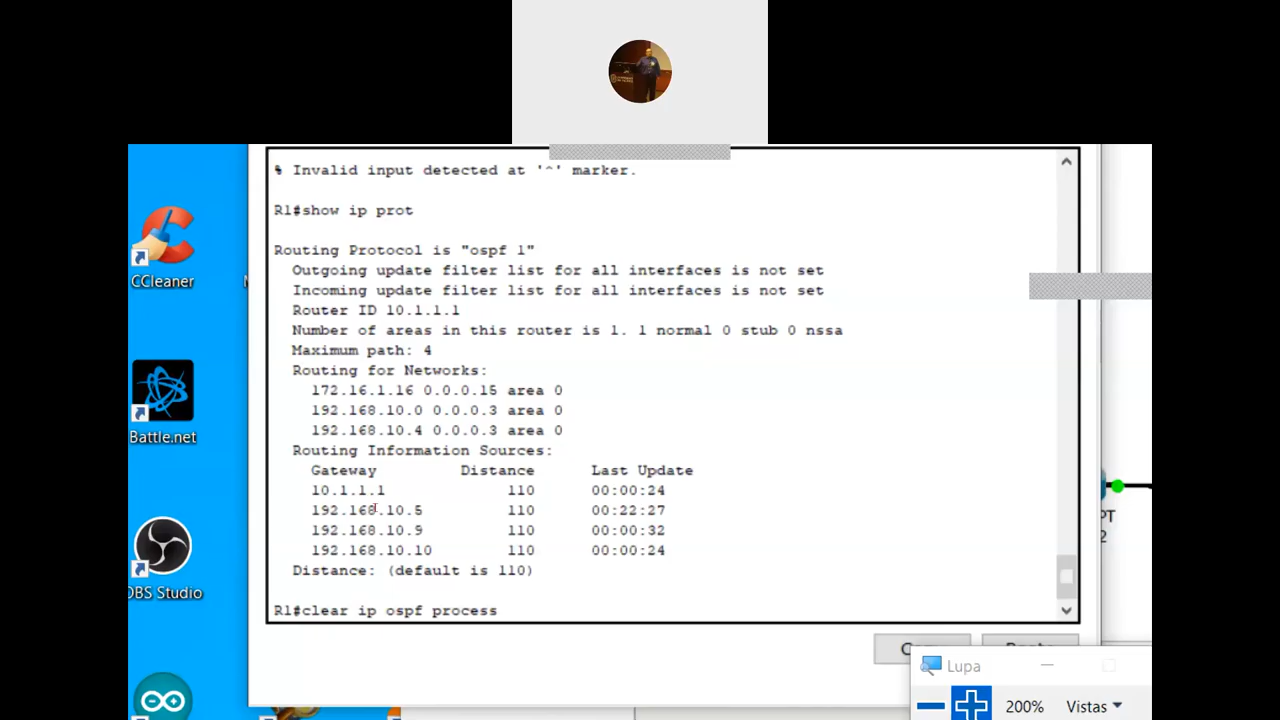 % Invalid input detected at '^' marker.
R1#show ip prot
Routing Protocol is "ospf 1"
Outgoing update filter list for all interfaces is not set
Incoming update filter list for all interfaces is not set
Router ID 10.1.1.1
Number of areas in this router is 1. 1 normal 0 stub 0 nssa
Maximum path: 4
Routing for Networks:
172.16.1.16 0.0.0.15 area 0
192.168.10.0 0.0.0.3 area 0
192.168.10.4 0.0.0.3 area 0
Routing Information Sources:
Gateway Distance Last Update
10.1.1.1 110 00:00:24
192.168.10.5 110 00:22:27
192.168.10.9 110 00:00:32
192.168.10.10 110 00:00:24
Distance: (default is 110)
R1#clear ip ospf process
CCleaner
Battle.net
OBS Studio
PT
2
Lupa
200%
Vistas